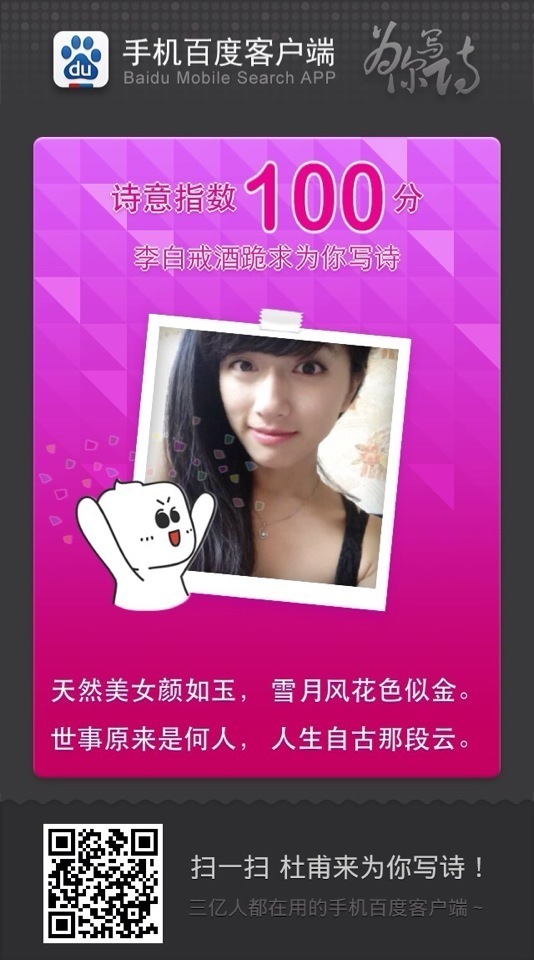 du
手机百度客户端
Baidu Mobile Search APP
为你写诗
诗意指数100分
李白戒酒跪求为你写诗
天然美女颜如玉， 雪月风花色似金。
世事原来是何人， 人生自古那段云。
扫一扫 杜甫来为你写诗！
三亿人都在用的手机百度客户端~